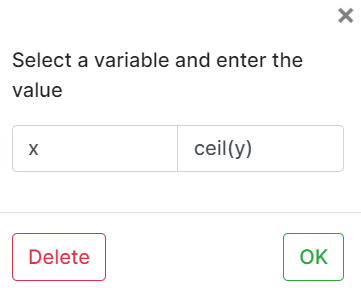 ×
Select a variable and enter the
value
x ceil(y)
Delete OK